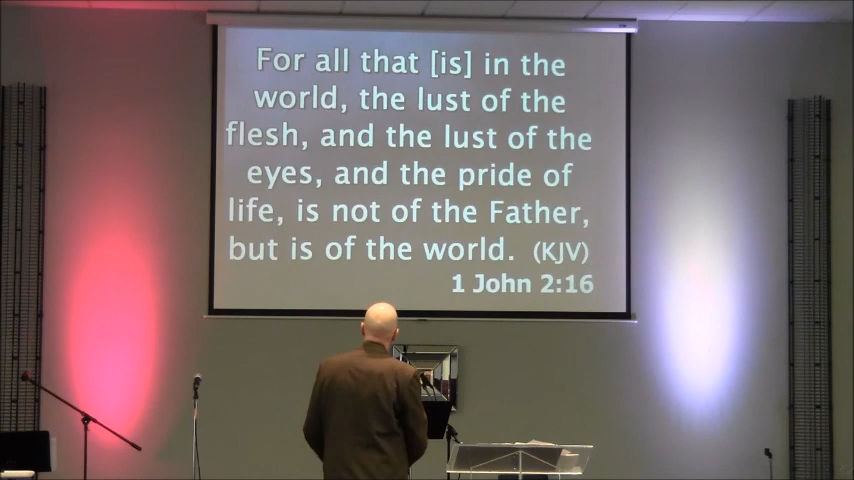 For all that [is] in the
world, the lust of the
flesh, and the lust of the
eyes, and the pride of
life, is not of the Father,
but is of the world. (KJV)
1 John 2:16